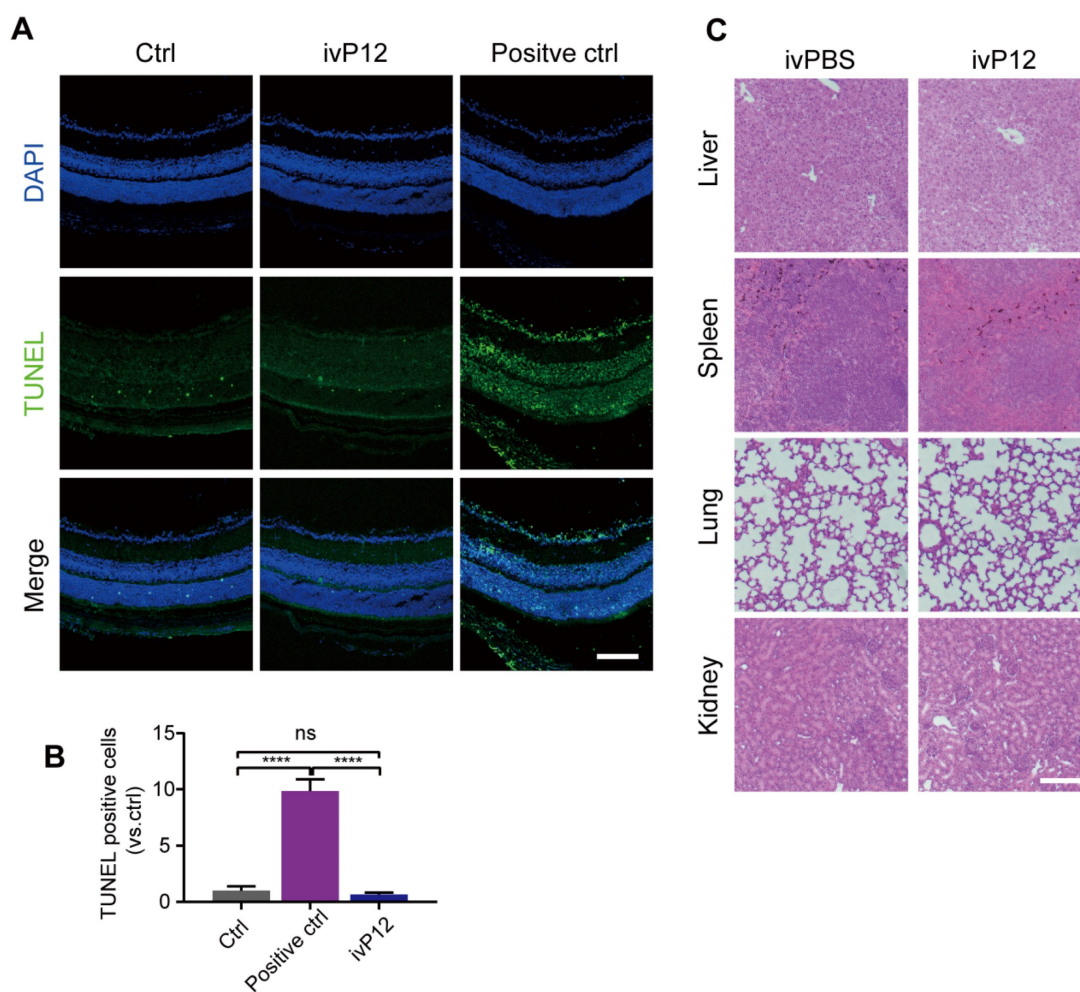 A
Ctrl
ivP12
Positve ctrl
DAPI
TUNEL
Merge
B
TUNEL positive cells
(vs.ctrl)
15
10
5
0
ns
**** ****
Ctrl
Positive ctrl
ivP12
C
ivPBS
ivP12
Liver
Spleen
Lung
Kidney